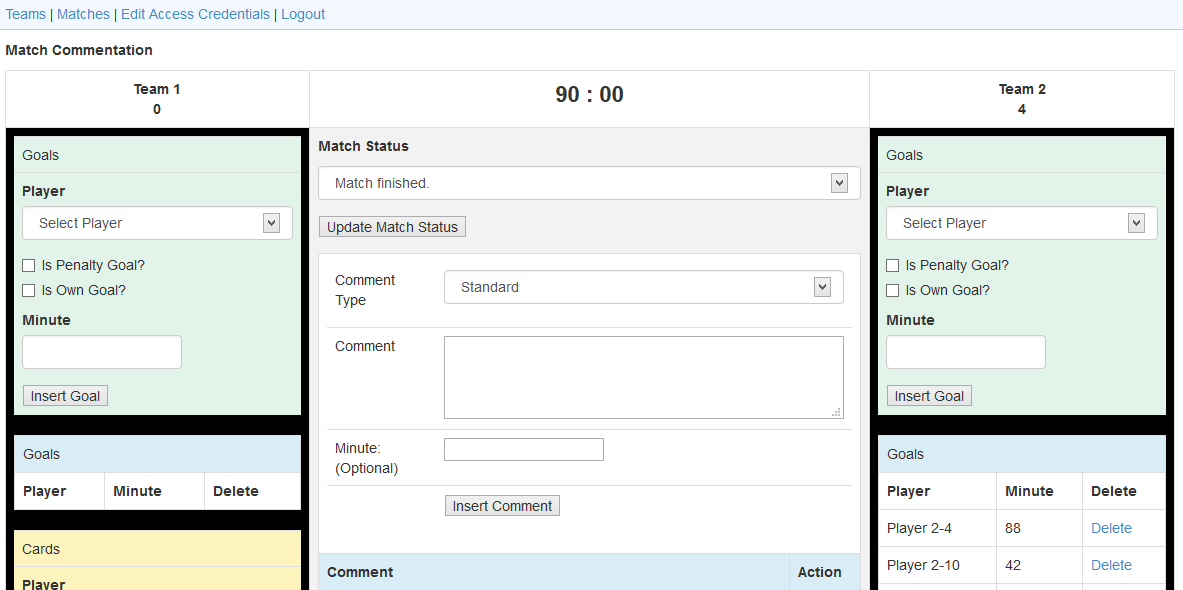 Teams | Matches | Edit Access Credentials | Logout
Match Commentation
Team 1
0
90 : 00
Team 2
4
Goals
Player
Select Player
Is Penalty Goal?
Is Own Goal?
Minute
Insert Goal
Goals
Player Minute Delete
Cards
Player
Match Status
Match finished.
Update Match Status
Comment
Type
Standard
Comment
Minute:
(Optional)
Insert Comment
Comment Action
Goals
Player
Select Player
Is Penalty Goal?
Is Own Goal?
Minute
Insert Goal
Goals
Player Minute Delete
Player 2-4 88 Delete
Player 2-10 42 Delete